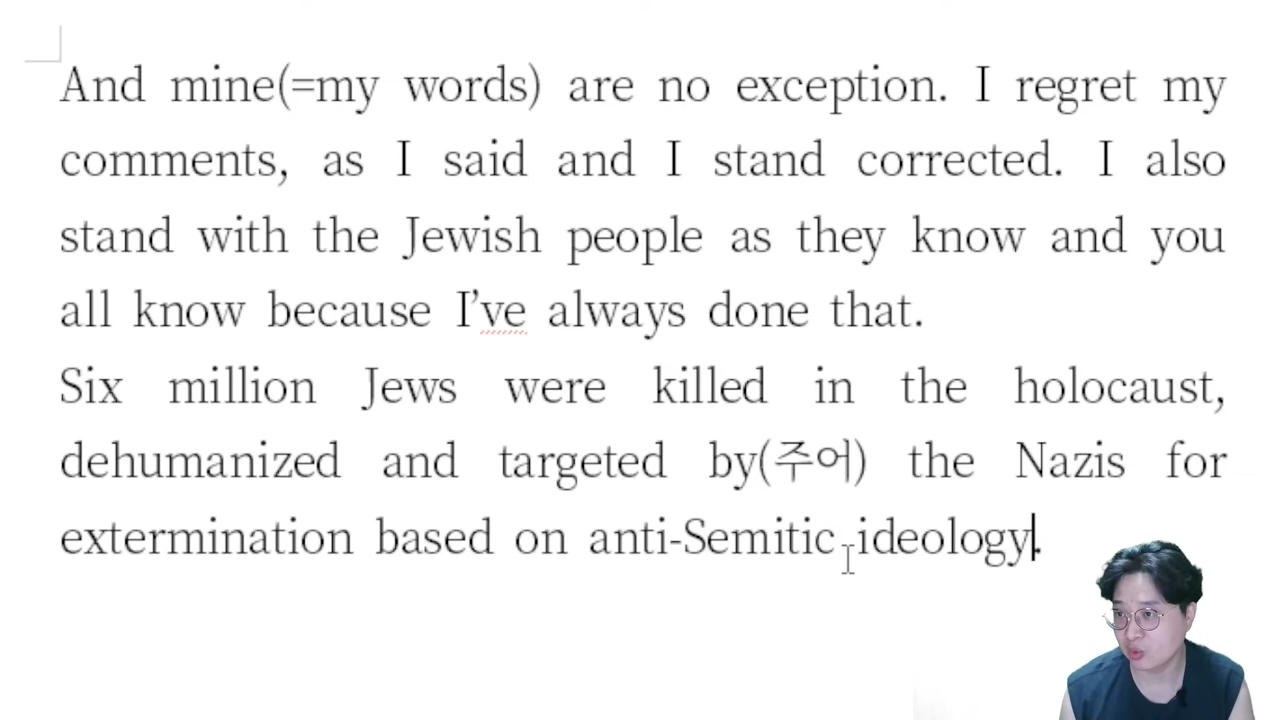 And mine(=my words) are no exception. I regret my
comments, as I said and I stand corrected. I also
stand with the Jewish people as they know and you
all know because I’ve always done that.
Six million Jews were killed in the holocaust,
dehumanized and targeted by(주어) the Nazis for
extermination based on anti-Semitic ideology.